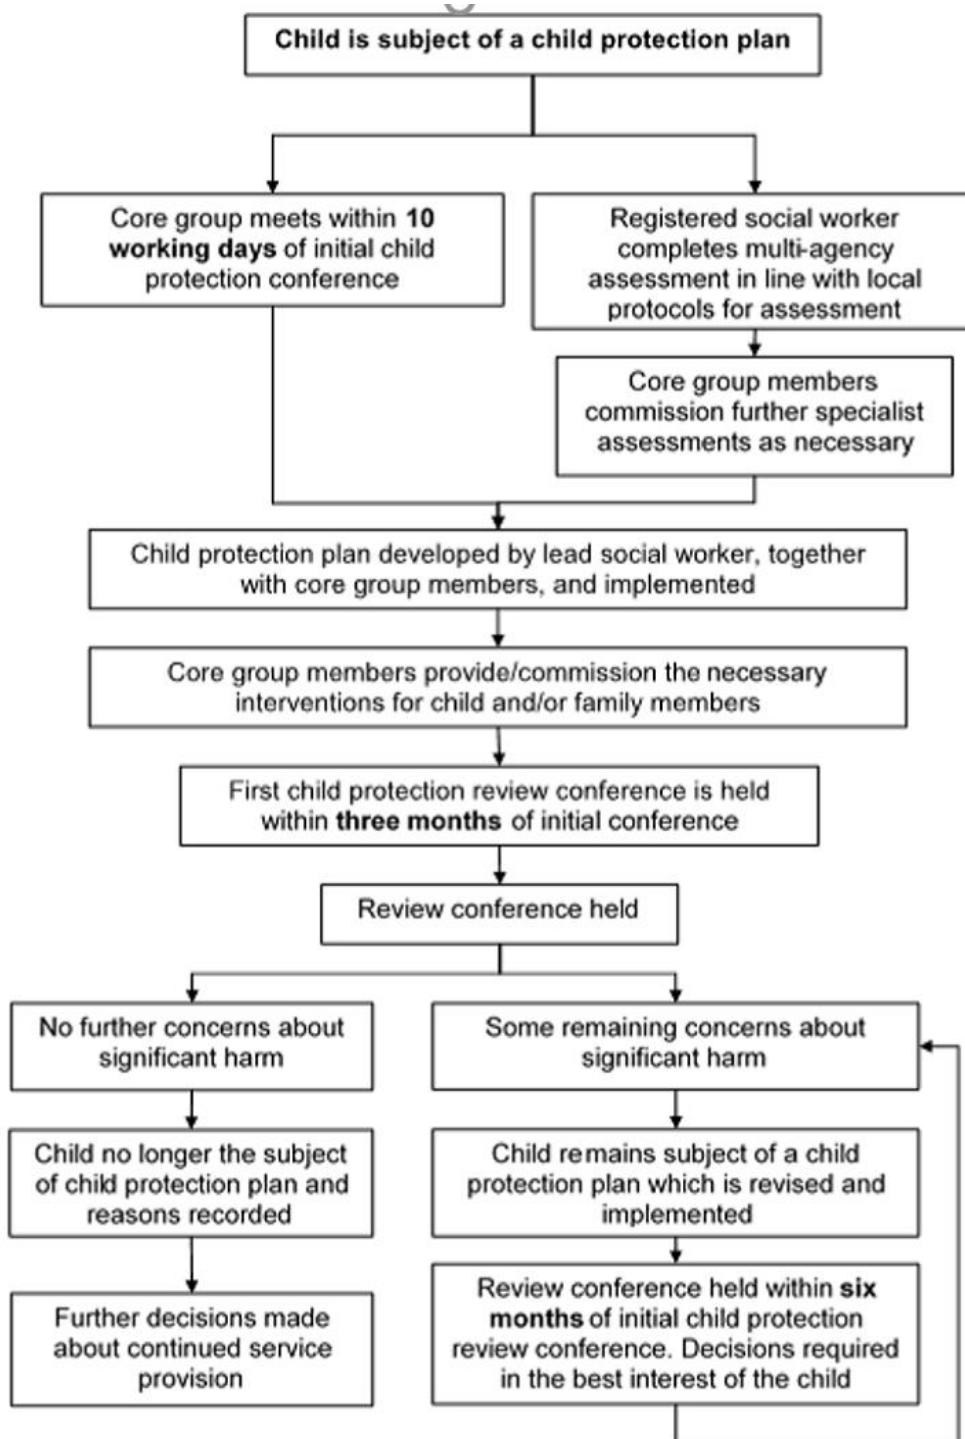 Child is subject of a child protection plan
Core group meets within 10
working days of initial child
protection conference
Registered social worker
completes multi-agency
assessment in line with local
protocols for assessment
Core group members
commission further specialist
assessments as necessary
Child protection plan developed by lead social worker, together
with core group members, and implemented
Core group members provide/commission the necessary
interventions for child and/or family members
First child protection review conference is held
within three months of initial conference
Review conference held
No further concerns about
significant harm
Some remaining concerns about
significant harm
Child no longer the subject
of child protection plan and
reasons recorded
Child remains subject of a child
protection plan which is revised and
implemented
Further decisions made
about continued service
provision
Review conference held within six
months of initial child protection
review conference. Decisions required
in the best interest of the child